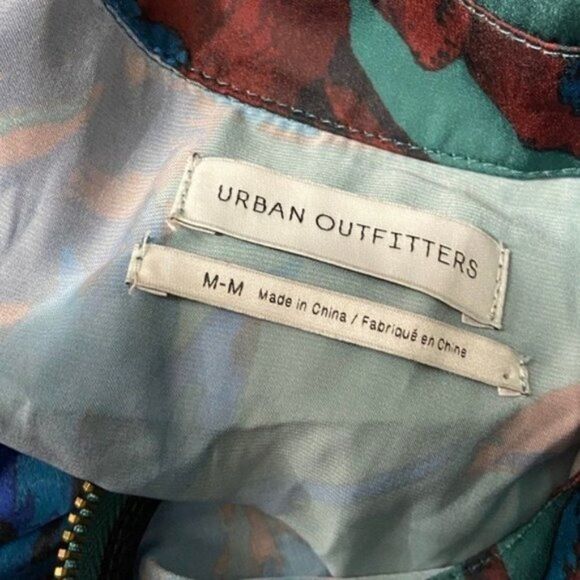 URBAN OUTFITTERS
M-M Made in China / Fabriqué en Chine